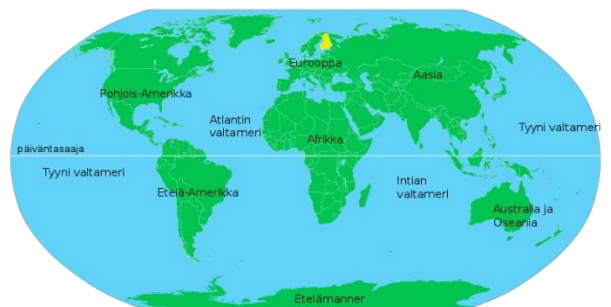 Eurooppa
Aasia
Pohjois-Amerikka
Atlantin
valtameri
Tyyni valtameri
Afrikka
päiväntasaaja
Tyyni valtameri
Etelä-Amerikka
Intian
valtameri
Australia ja
Oseania
Etelämanner